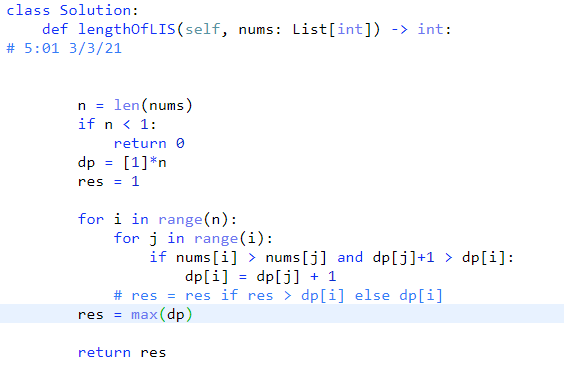 class Solution:
    def lengthOfLIS(self, nums: List[int]) -> int:
# 5:01 3/3/21
        n = len(nums)
        if n < 1:
            return 0
        dp = [1]*n
        res = 1
        for i in range(n):
            for j in range(i):
                if nums[i] > nums[j] and dp[j]+1 > dp[i]:
                    dp[i] = dp[j] + 1
            # res = res if res > dp[i] else dp[i]
        res = max(dp)
        return res